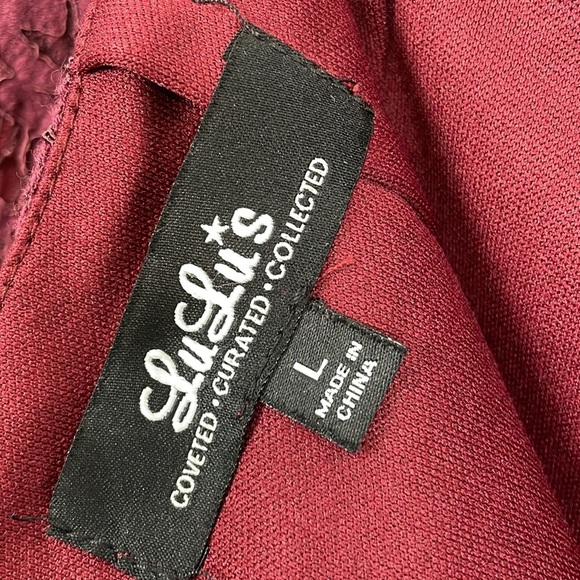 LuLu's
COVETED • CURATED • COLLECTED
L
MADE IN
CHINA